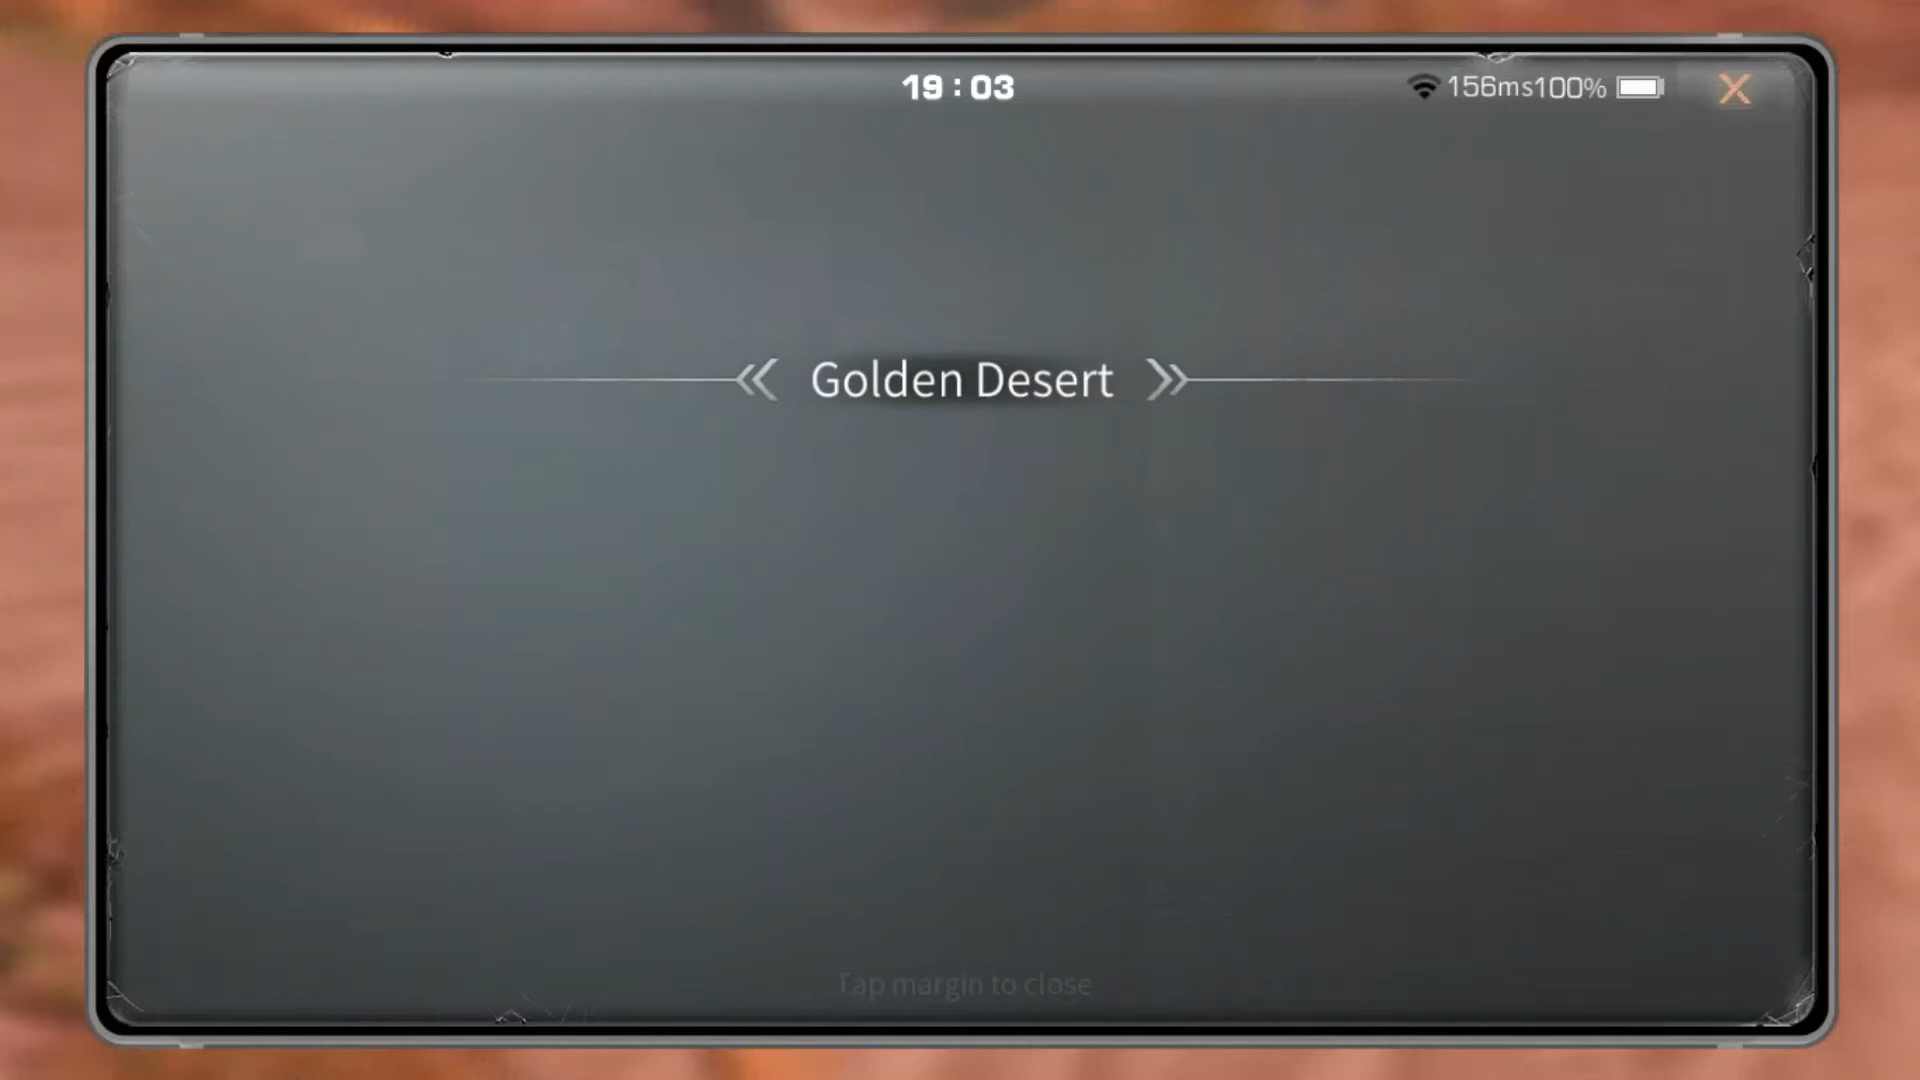 19:03
156ms100%
X
Golden Desert
Tap margin to close